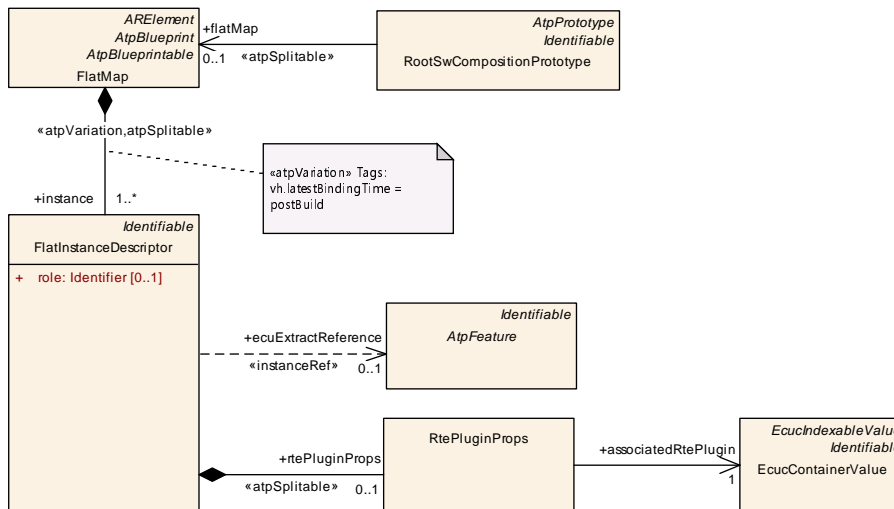 ARElement
AtpBlueprint
AtpBlueprintable
FlatMap
+flatMap
0..1
«atpSplitable»
AtpPrototype
Identifiable
RootSwCompositionPrototype
«atpVariation,atpSplitable»
«atpVariation» Tags:
vh.latestBindingTime =
postBuild
+instance
1..*
Identifiable
FlatInstanceDescriptor
+ role: Identifier [0..1]
+ecuExtractReference
«instanceRef»
0..1
Identifiable
AtpFeature
+rtePluginProps
«atpSplitable»
0..1
RtePluginProps
+associatedRtePlugin
1
EcucIndexableValue
Identifiable
EcucContainerValue